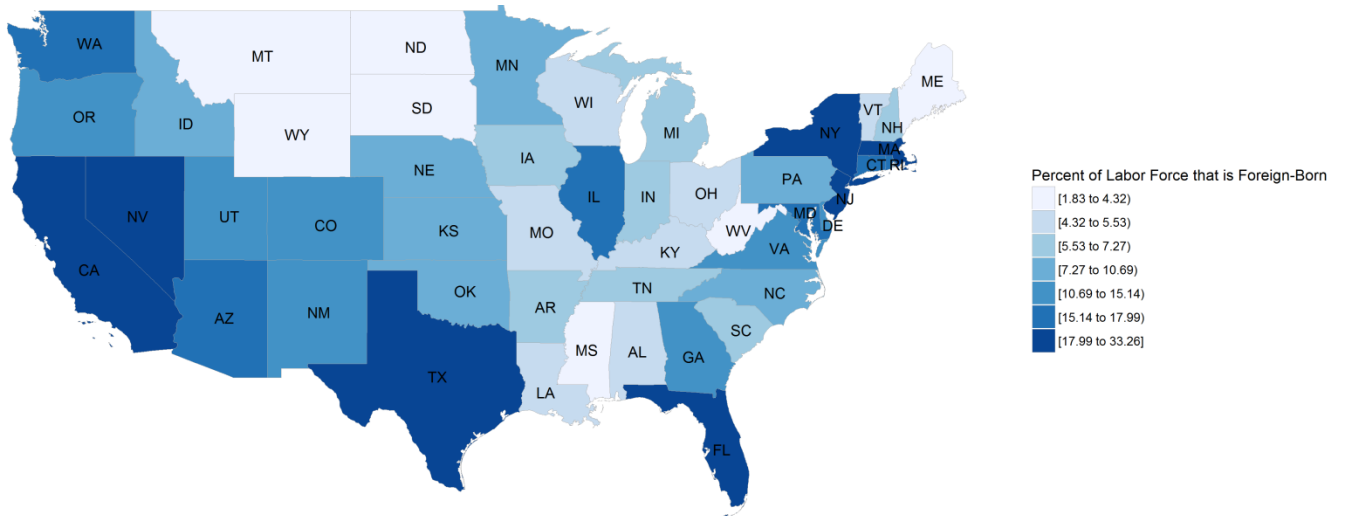 WA
MT
ND
MN
ME
OR
ID
SD
WI
VT
NH
WY
MI
NY
MA
CT RI
IA
NE
PA
NV
UT
CO
IL
IN
OH
NJ
MD
DE
CA
KS
MO
WV
VA
KY
AZ
NM
OK
TN
NC
AR
SC
MS
AL
GA
TX
LA
FL
Percent of Labor Force that is Foreign-Born
[1.83 to 4.32)
[4.32 to 5.53)
[5.53 to 7.27)
[7.27 to 10.69)
[10.69 to 15.14)
[15.14 to 17.99)
[17.99 to 33.26]